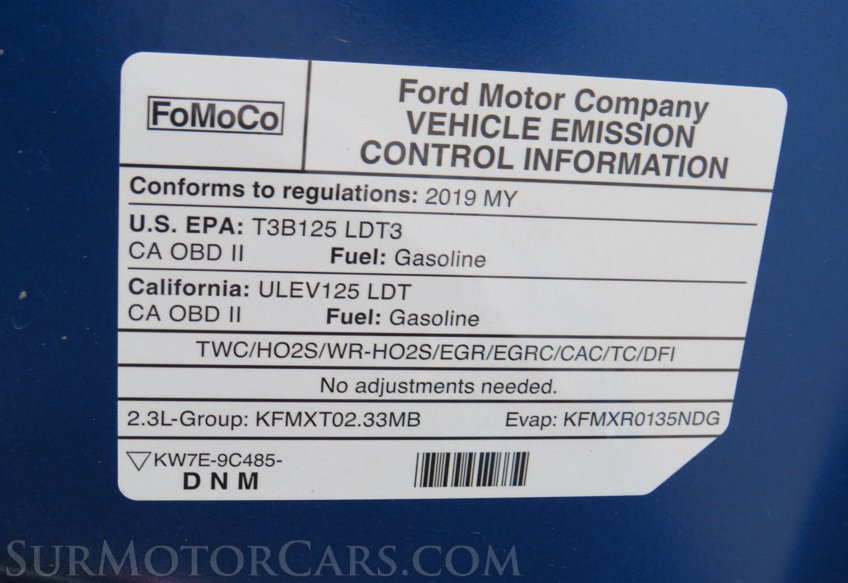 FoMoCo
Ford Motor Company
VEHICLE EMISSION
CONTROL INFORMATION
Conforms to regulations: 2019 MY
U.S. EPA: T3B125 LDT3
CA OBD II Fuel: Gasoline
California: ULEV125 LDT
CA OBD II Fuel: Gasoline
TWC/HO2S/WR-HO2S/EGR/EGRC/CAC/TC/DFI
No adjustments needed.
2.3L-Group: KFMXT02.33MB Evap: KFMXR0135NDG
KW7E-9C485-
DNM
SurMotorCars.com